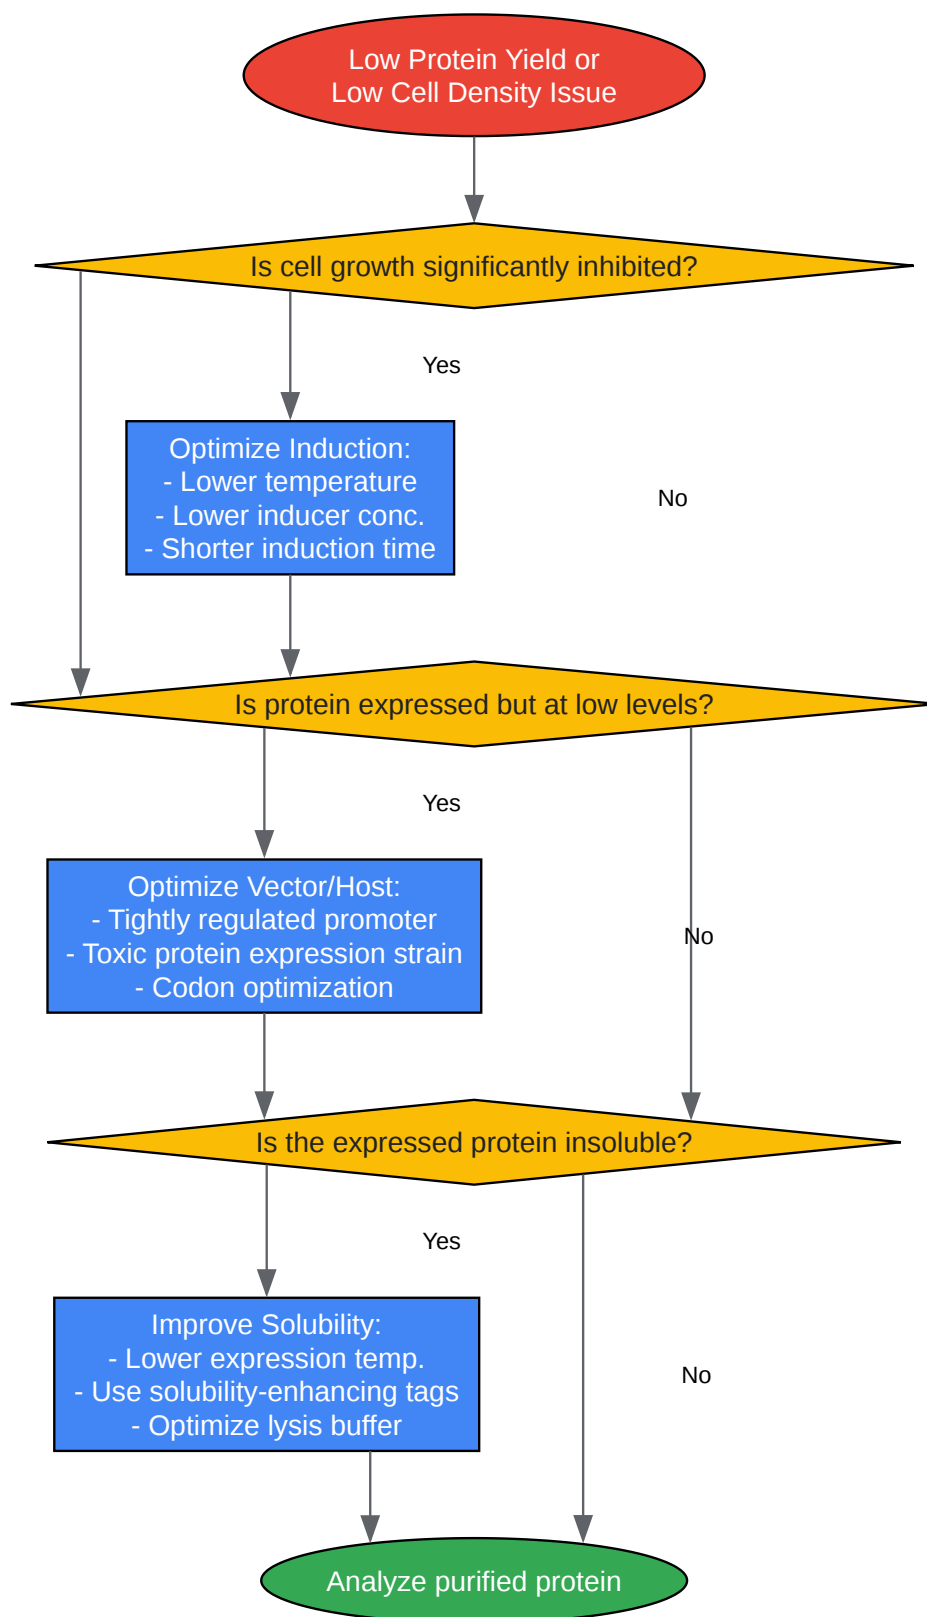 Low Protein Yield or
Low Cell Density Issue
Is cell growth significantly inhibited?
Yes
Optimize Induction:
- Lower temperature
- Lower inducer conc.
- Shorter induction time
No
Is protein expressed but at low levels?
Yes
Optimize Vector/Host:
- Tightly regulated promoter
- Toxic protein expression strain
- Codon optimization
No
Is the expressed protein insoluble?
Yes
Improve Solubility:
- Lower expression temp.
- Use solubility-enhancing tags
- Optimize lysis buffer
No
Analyze purified protein